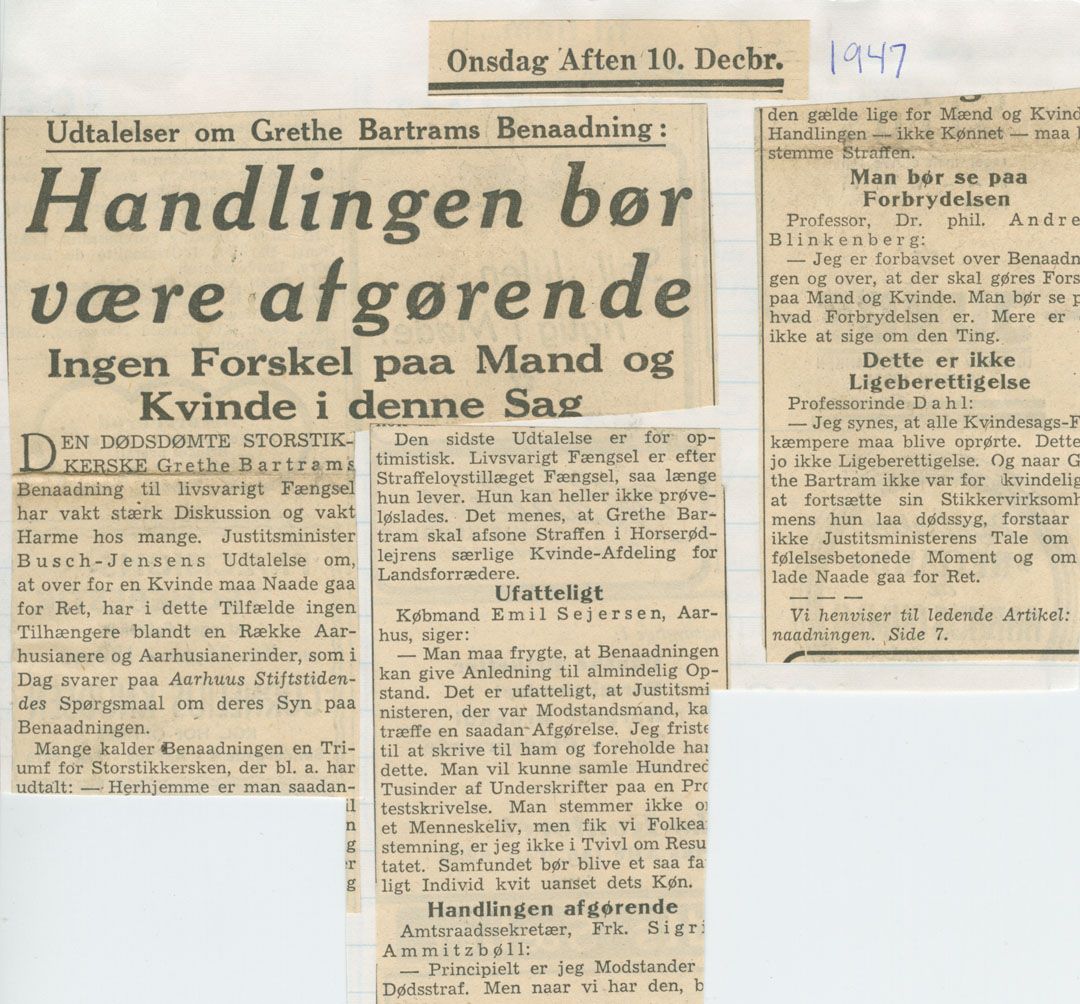 Onsdag Aften 10. Decbr.
1947
Udtalelser om Grethe Bartrams Benaadning:
Handlingen bør
være afgørende
Ingen Forskel paa Mand og
Kvinde i denne Sag
DEN DØDSDØMTE STORSTIK-
KERSKE Grethe Bartrams
Benaadning til livsvarigt Fængsel
har vakt stærk Diskussion og vakt
Harme hos mange. Justitsminister
Busch-Jensens Udtalelse om,
at over for en Kvinde maa Naade gaa
for Ret, har i dette Tilfælde ingen
Tilhængere blandt en Række Aar-
husianere og Aarhusianerinder, som i
Dag svarer paa Aarhuus Stiftstiden-
des Spørgsmaal om deres Syn paa
Benaadningen.
Mange kalder Benaadningen en Tri-
umf for Storstikkersken, der bl. a. har
udtalt: — Herhjemme er man saadan-
Den sidste Udtalelse er for op-
timistisk. Livsvarigt Fængsel er efter
Straffelovstillæget Fængsel, saa længe
hun lever. Hun kan heller ikke prøve-
løslades. Det menes, at Grethe Bar-
tram skal afsone Straffen i Horserød-
lejrens særlige Kvinde-Afdeling for
Landsforrædere.
Ufatteligt
Købmand Emil Sejersen, Aar-
hus, siger:
— Man maa frygte, at Benaadningen
kan give Anledning til almindelig Op-
stand. Det er ufatteligt, at Justitsmi
nisteren, der var Modstandsmand, ka
træffe en saadan Afgørelse. Jeg friste
til at skrive til ham og foreholde ha
dette. Man vil kunne samle Hundred
Tusinder af Underskrifter paa en Pro
testskrivelse. Man stemmer ikke o
et Menneskeliv, men fik vi Folkea
stemning, er jeg ikke i Tvivl om Resu
tatet. Samfundet bør blive et saa fa
ligt Individ kvit uanset dets Køn.
Handlingen afgørende
Amtsraadssekretær, Frk. Sigri
Ammitzbøll:
— Principielt er jeg Modstander
Dødsstraf. Men naar vi har den, b
den gælde lige for Mænd og Kvind
Handlingen — ikke Kønnet — maa
stemme Straffen.
Man bør se paa
Forbrydelsen
Professor, Dr. phil. Andre
Blinkenberg:
— Jeg er forbavset over Benaadn
gen og over, at der skal gøres Fors
paa Mand og Kvinde. Man bør se p
hvad Forbrydelsen er. Mere er
ikke at sige om den Ting.
Dette er ikke
Ligeberettigelse
Professorinde Dahl:
— Jeg synes, at alle Kvindesags-F
kæmpere maa blive oprørte. Dette
jo ikke Ligeberettigelse. Og naar G
the Bartram ikke var for kvindelig
at fortsætte sin Stikkervirksomh
mens hun laa dødssyg, forstaar
ikke Justitsministerens Tale om
følelsesbetonede Moment og om
lade Naade gaa for Ret.
— — —
Vi henviser til ledende Artikel:
naadningen. Side 7.